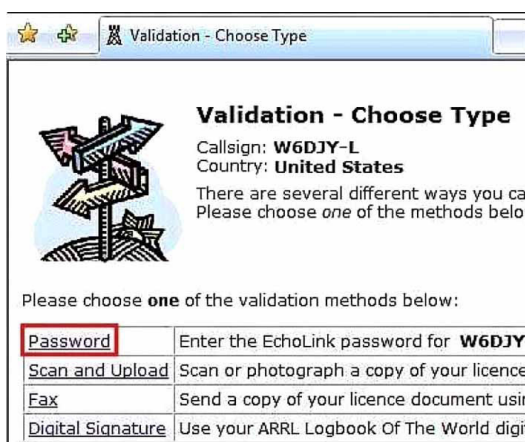 Validation - Choose Type
Validation - Choose Type
Callsign: W6DJY-L
Country: United States
There are several different ways you ca
Please choose one of the methods belo
Please choose one of the validation methods below:
Password Enter the EchoLink password for W6DJY
Scan and Upload Scan or photograph a copy of your licence
Fax Send a copy of your licence document usi
Digital Signature Use your ARRL Logbook Of The World digi